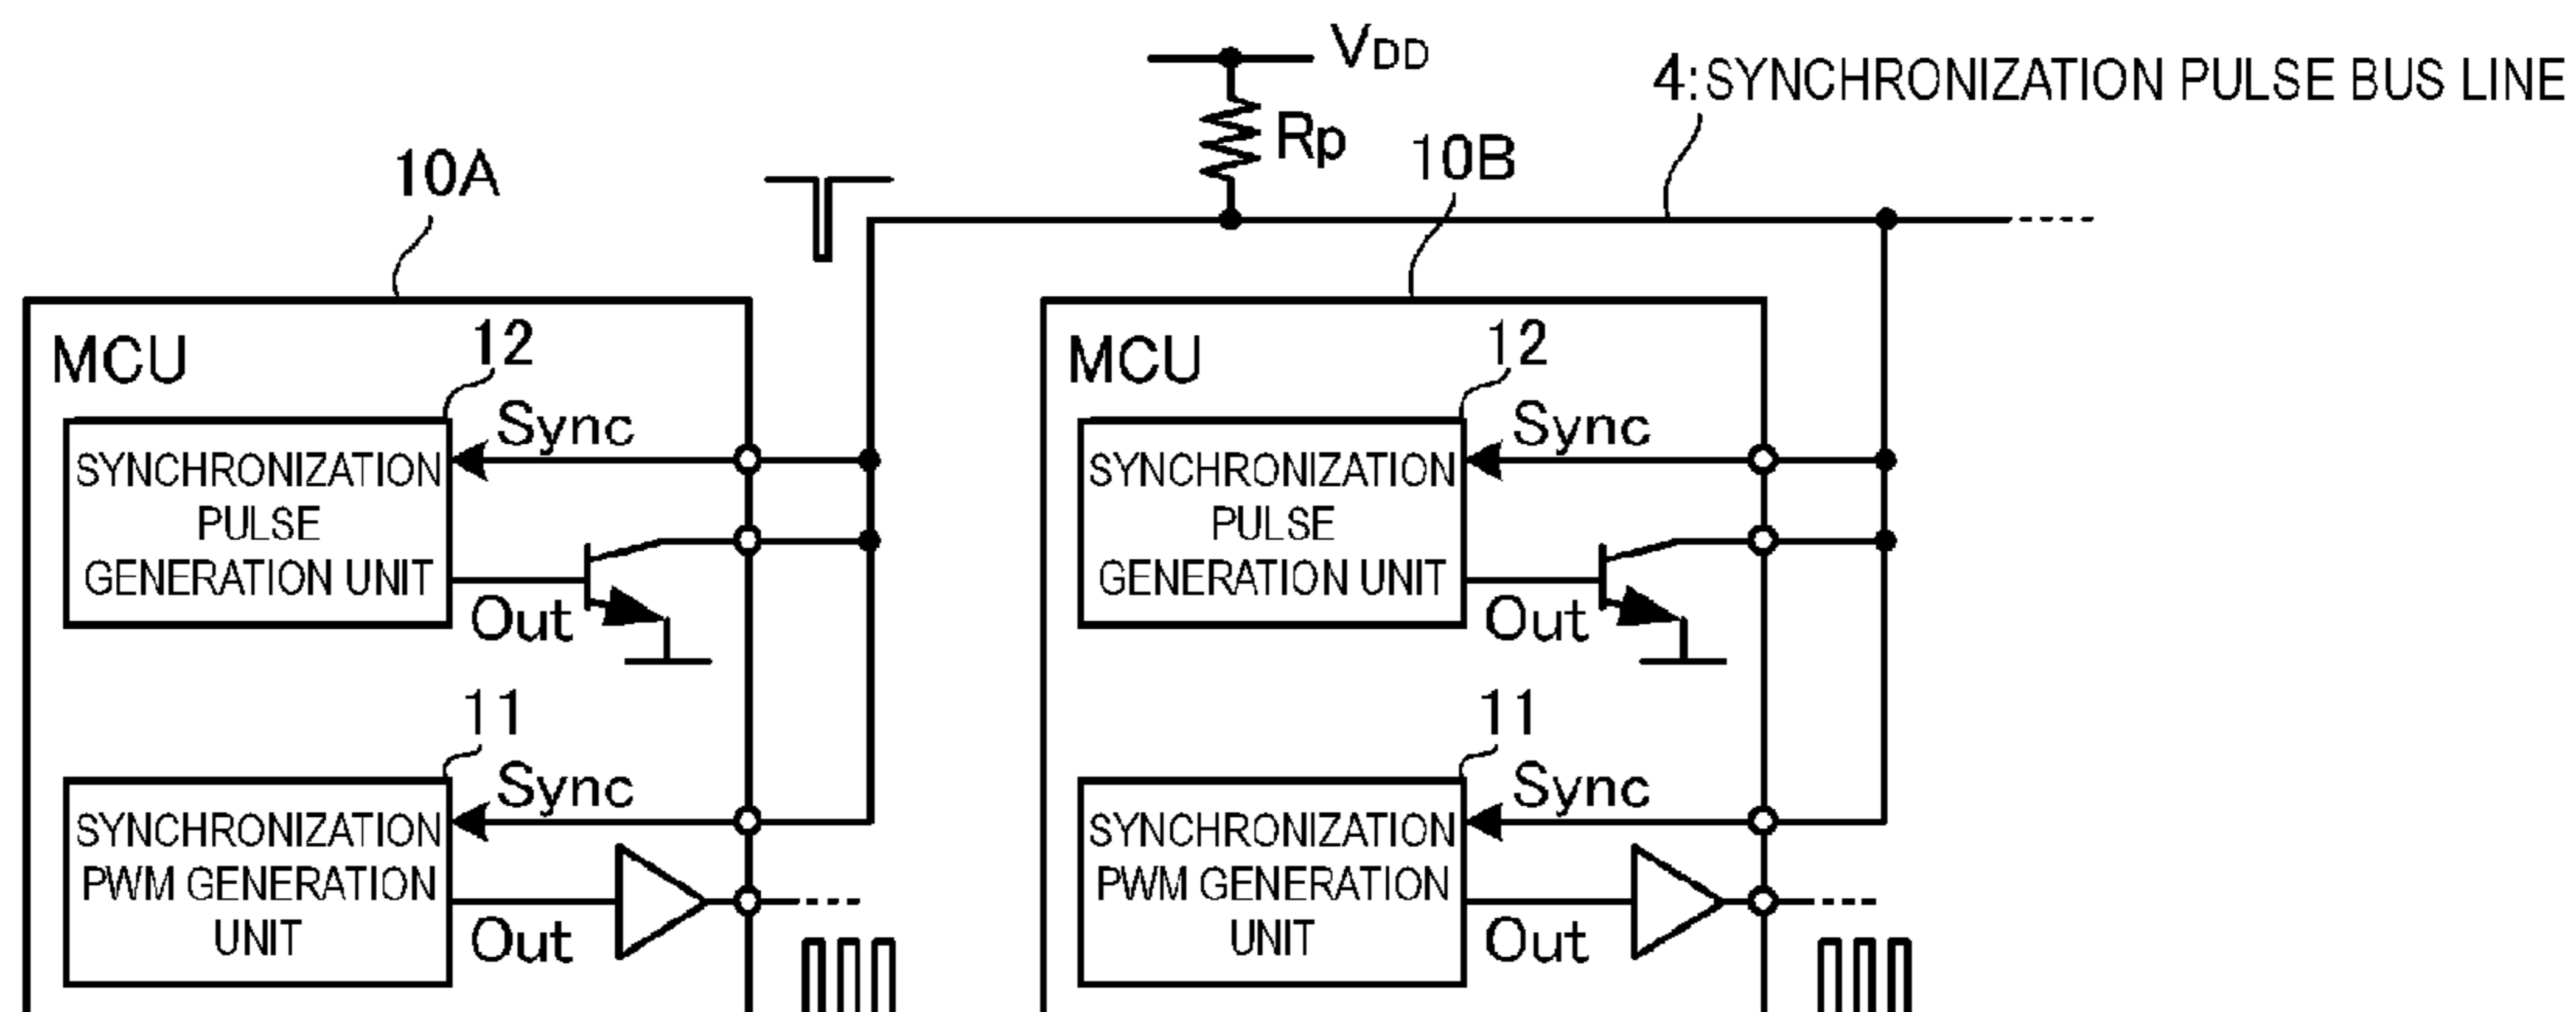 VDD
4:SYNCHRONIZATION PULSE BUS LINE
Rp
10A
10B
MCU
12
Sync
SYNCHRONIZATION
PULSE
GENERATION UNIT
Out
11
Sync
SYNCHRONIZATION
PWM GENERATION
UNIT
Out
MCU
12
Sync
SYNCHRONIZATION
PULSE
GENERATION UNIT
Out
11
Sync
SYNCHRONIZATION
PWM GENERATION
UNIT
Out